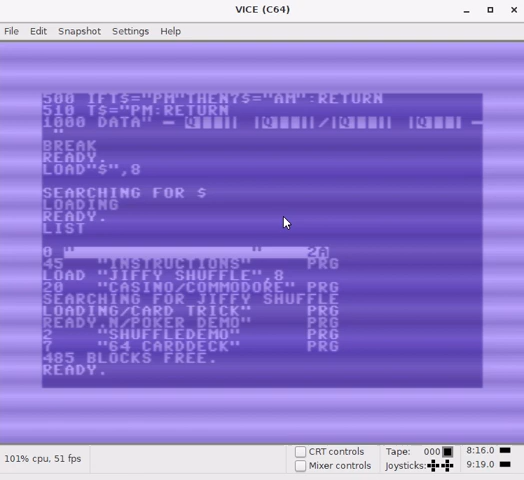 VICE (C64)
File Edit Snapshot Settings Help
500 IFT$="PM"THEN?$="AM":RETURN
510 T$="PM:RETURN
1000 DATA" — Q / Q —
"
BREAK
READY.
LOAD"$",8
SEARCHING FOR $
LOADING
READY.
LIST
0 " " 2A
45 "INSTRUCTIONS" PRG
LOAD "JIFFY SHUFFLE",8
20 "CASINO/COMMODORE" PRG
SEARCHING FOR JIFFY SHUFFLE
LOADING/CARD TRICK" PRG
READY.N/POKER DEMO" PRG
2 "SHUFFLEDEMO" PRG
7 "64 CARDDECK" PRG
485 BLOCKS FREE.
READY.
101% cpu, 51 fps
CRT controls
Mixer controls
Tape: 000
Joysticks:
8:16.0
9:19.0